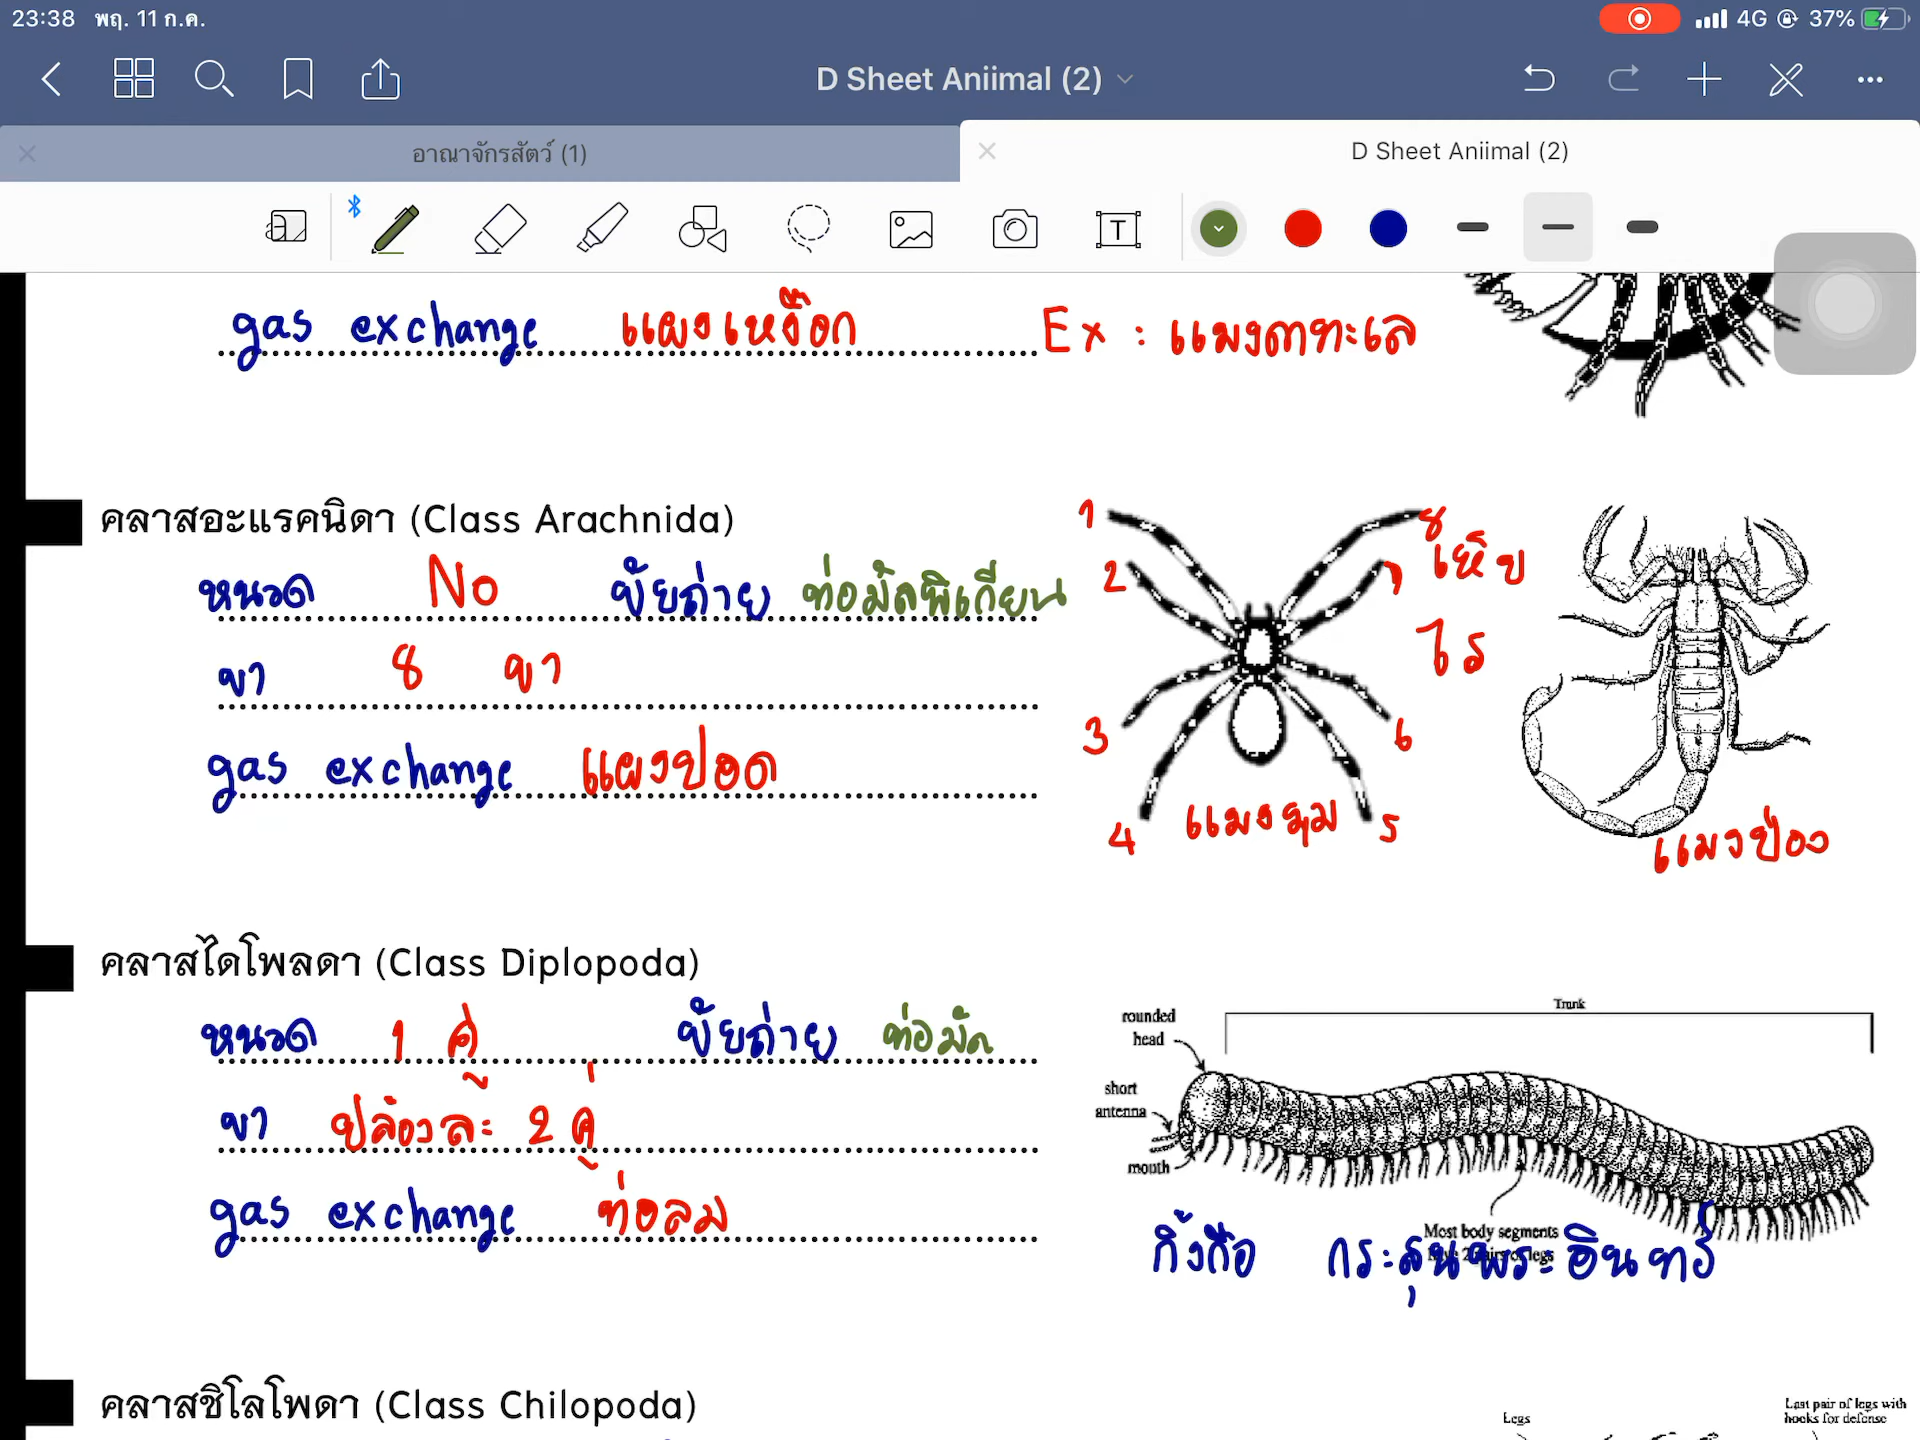 23:38 พฤ. 11 ก.ค.
4G 37%
D Sheet Aniimal (2)
อาณาจักรสัตว์ (1)
D Sheet Aniimal (2)
T
gas exchange แผงเหงือก Ex : แมงดาทะเล
คลาสอะแรคนิดา (Class Arachnida)
หนวด No ขับถ่าย ท่อมัลพิเกียน
ขา 8 ขา
gas exchange แผงปอด
1 2 3 4 5 6 7 8
เห็บ
ไร
แมงมุม
แมงป่อง
คลาสไดโพลดา (Class Diplopoda)
หนวด 1 คู่ ขับถ่าย ท่อมัล
ขา ปล้องละ 2 คู่
gas exchange ท่อลม
Trunk
rounded
head
short
antenna
mouth
Most body segments
have 2 pairs of legs
กิ้งกือ กระสุนพระอินทร์
คลาสชิโลโพดา (Class Chilopoda)
Legs
Last pair of legs with
hooks for defense